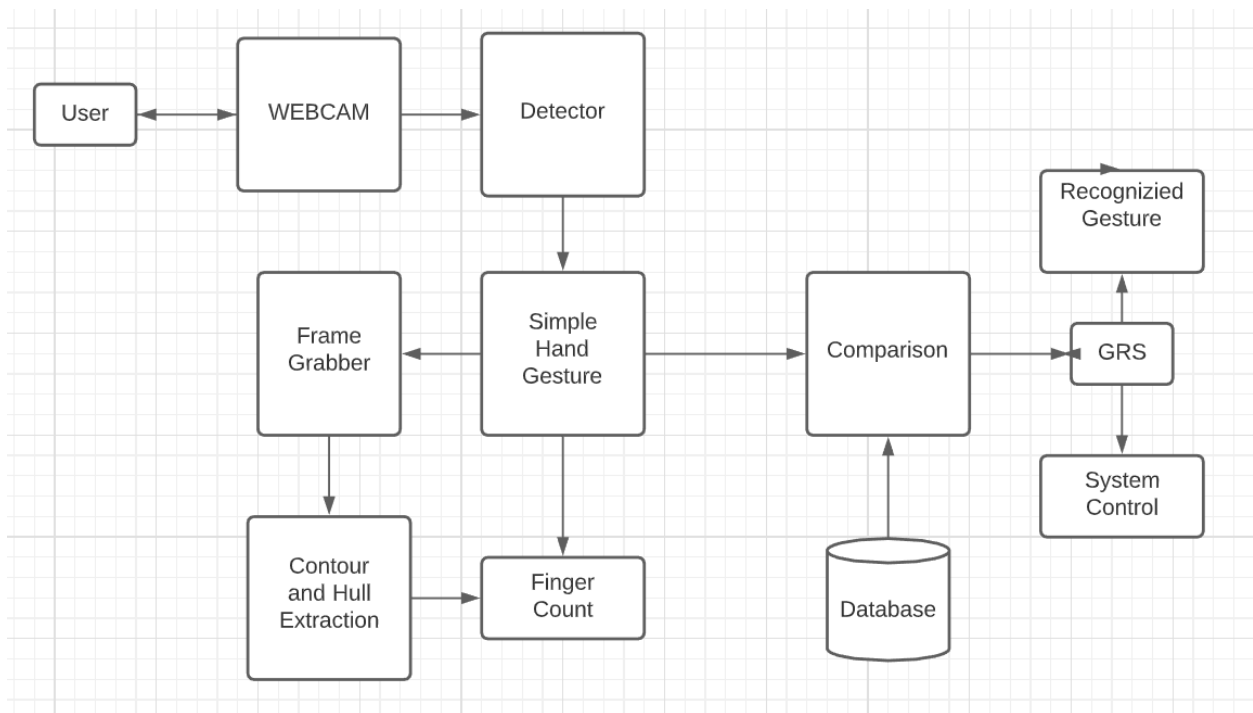 User
WEBCAM
Detector
Recognizied
Gesture
Frame
Grabber
Simple
Hand
Gesture
Comparison
GRS
System
Control
Contour
and Hull
Extraction
Finger
Count
Database